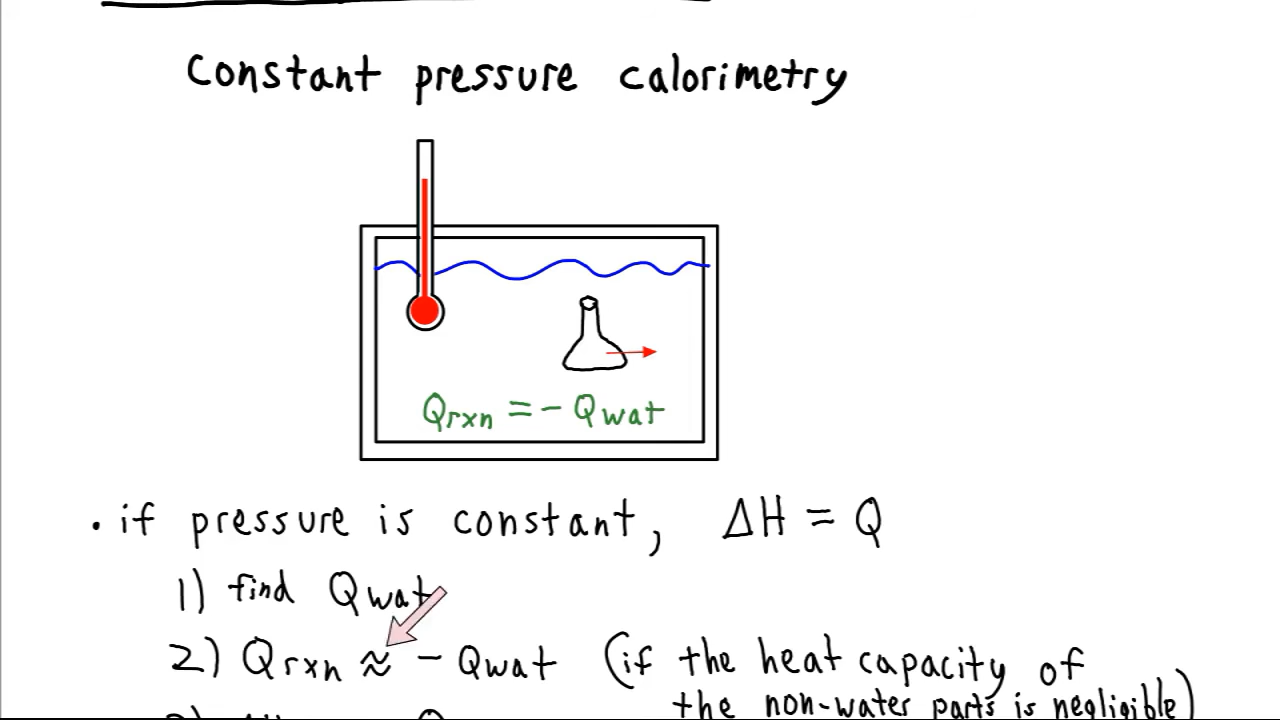 Constant pressure calorimetry
Qrxn = - Qwat
• if pressure is constant, ΔH = Q
1) find Qwat
2) Qrxn ≈ - Qwat (if the heat capacity of
the non-water parts is negligible)